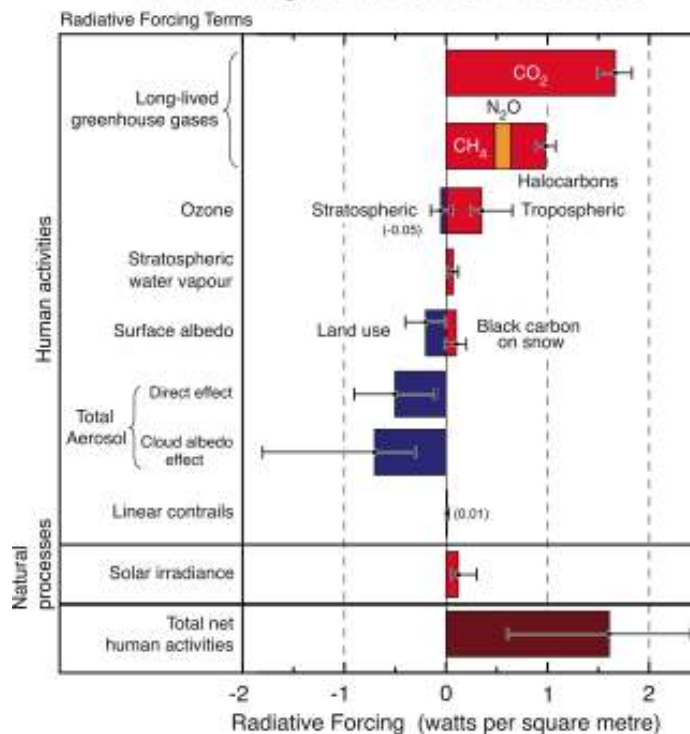 Radiative Forcing Terms
Long-lived
greenhouse gases
CO2
N2O
CH4
Halocarbons
Ozone
Stratospheric
(-0.05)
Tropospheric
Stratospheric
water vapour
Surface albedo
Land use
Black carbon
on snow
Human activities
Total
Aerosol
Direct effect
Cloud albedo
effect
Linear contrails
(0.01)
Natural
processes
Solar irradiance
Total net
human activities
-2 -1 0 1 2
Radiative Forcing (watts per square metre)